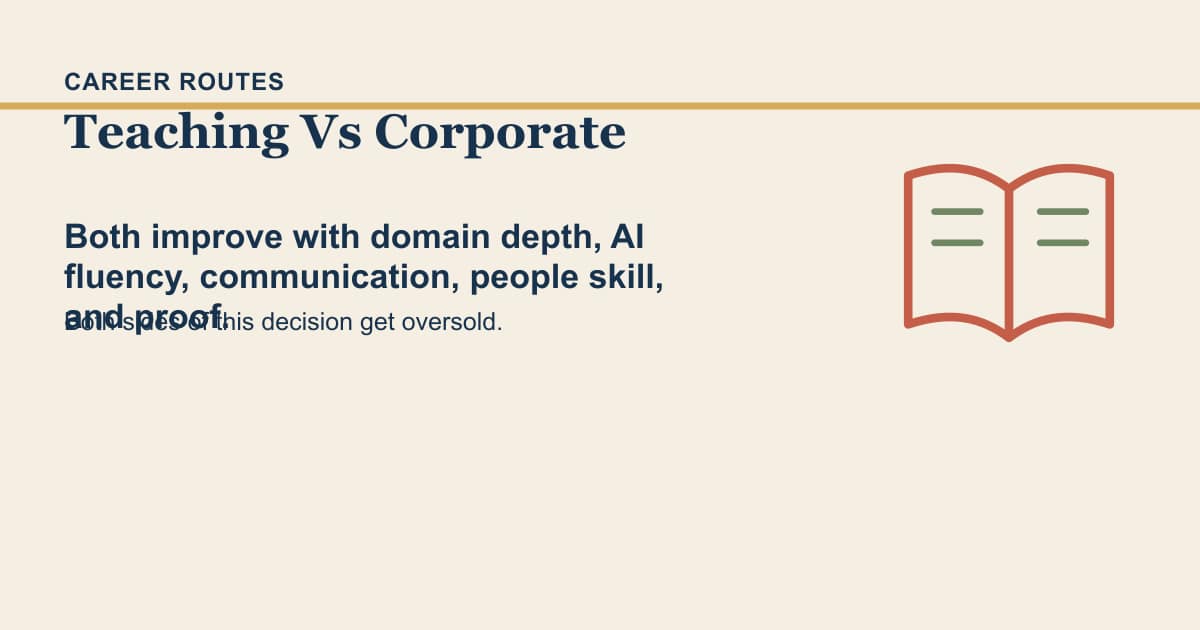 CAREER ROUTES
Teaching Vs Corporate
Both improve with domain depth, AI
fluency, communication, people skill,
and proof.
Both sides of this decision get oversold.